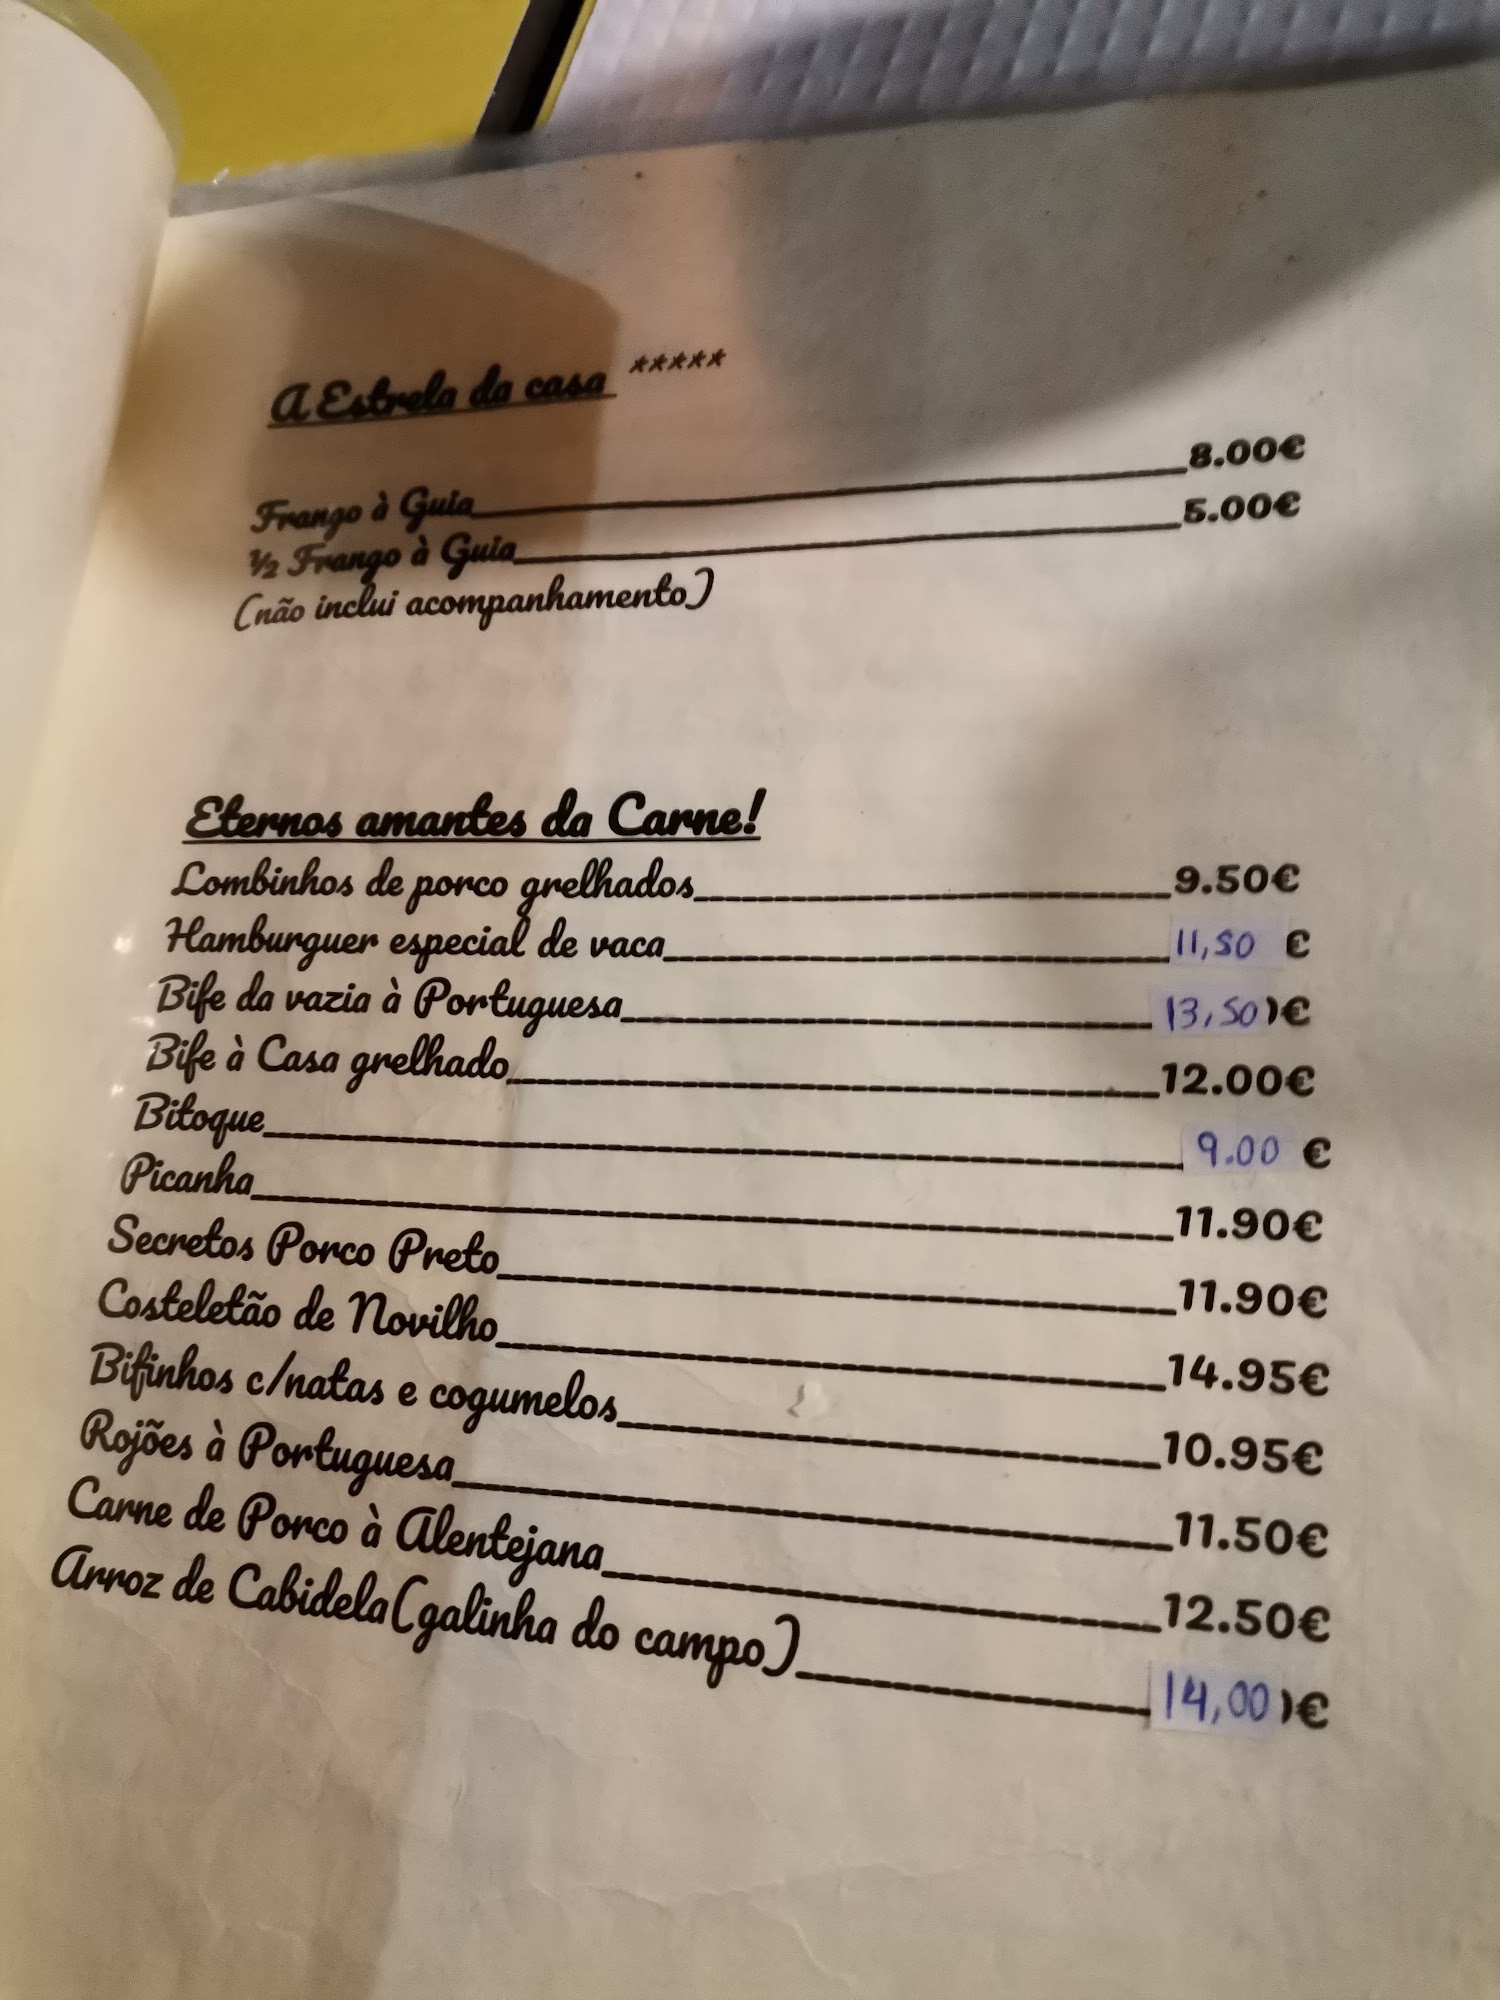 A Estrela da casa *****
Frango à Guia 8.00€
½ Frango à Guia 5.00€
(não inclui acompanhamento)
Eternos amantes da Carne!
Lombinhos de porco grelhados 9.50€
Hamburguer especial de vaca 11,50 €
Bife da vazia à Portuguesa 13,50 €
Bife à Casa grelhado 12.00€
Bitoque 9.00 €
Picanha 11.90€
Secretos Porco Preto 11.90€
Costeletão de Novilho 14.95€
Bifinhos c/natas e cogumelos 10.95€
Rojões à Portuguesa 11.50€
Carne de Porco à Alentejana 12.50€
Arroz de Cabidela(galinha do campo) 14,00 €